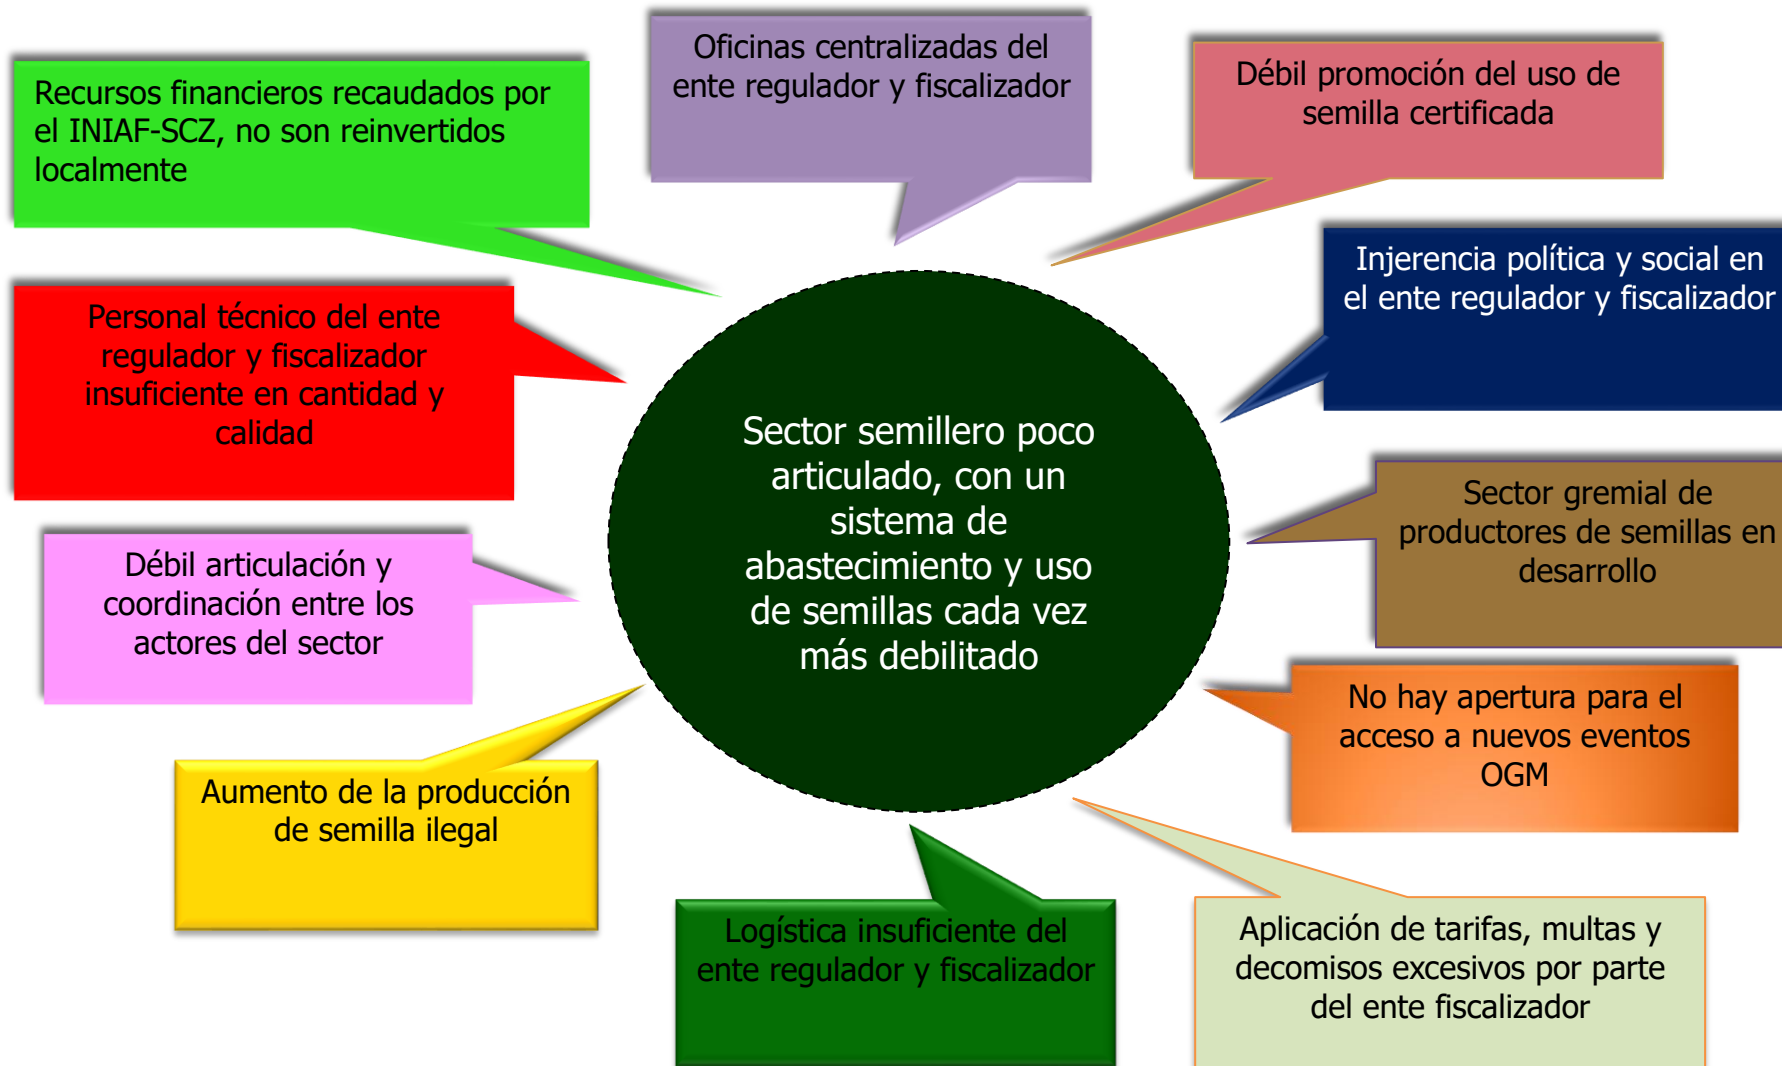 Oficinas centralizadas del
ente regulador y fiscalizador
Débil promoción del uso de
semilla certificada
Recursos financieros recaudados por
el INIAF-SCZ, no son reinvertidos
localmente
Injerencia política y social en
el ente regulador y fiscalizador
Personal técnico del ente
regulador y fiscalizador
insuficiente en cantidad y
calidad
Sector semillero poco
articulado, con un
sistema de
abastecimiento y uso
de semillas cada vez
más debilitado
Sector gremial de
productores de semillas en
desarrollo
Débil articulación y
coordinación entre los
actores del sector
No hay apertura para el
acceso a nuevos eventos
OGM
Aumento de la producción
de semilla ilegal
Logística insuficiente del
ente regulador y fiscalizador
Aplicación de tarifas, multas y
decomisos excesivos por parte
del ente fiscalizador